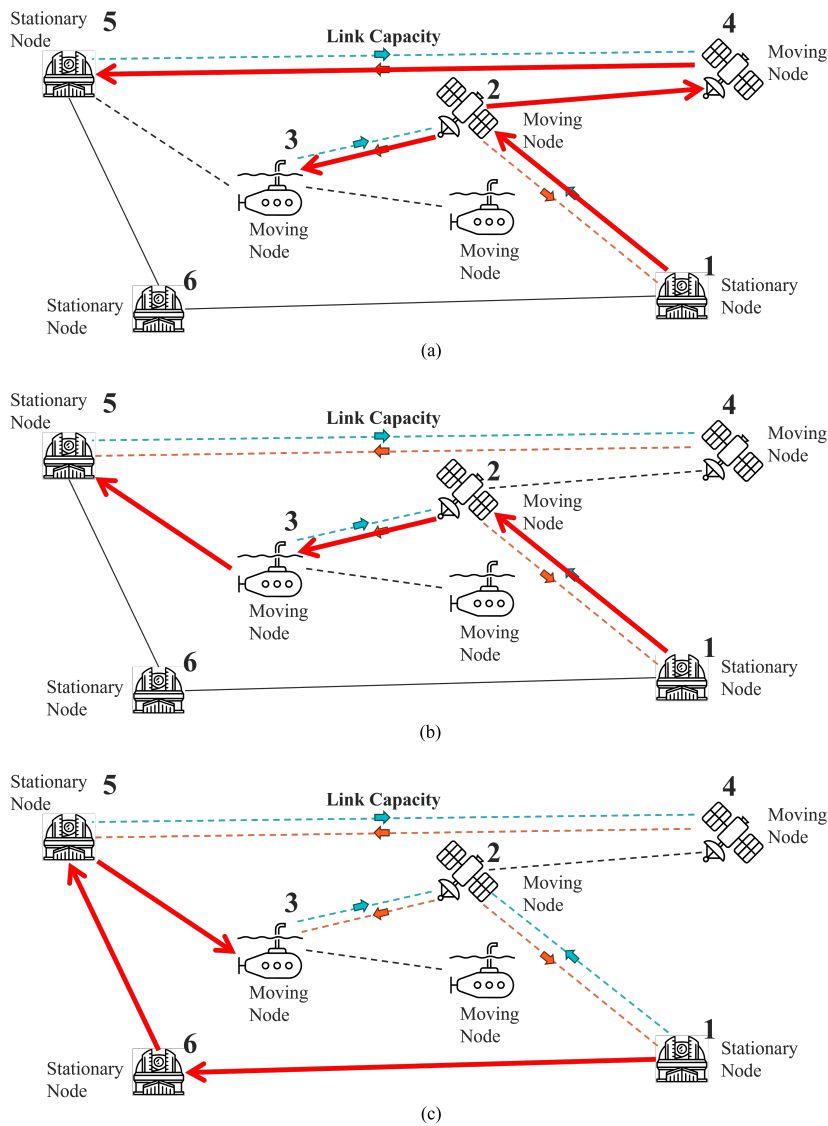 Stationary
Node
5
Link Capacity
4
Moving
Node
2
Moving
Node
3
Moving
Node
Moving
Node
6
Stationary
Node
1
Stationary
Node
(a)
Stationary
Node
5
Link Capacity
4
Moving
Node
2
Moving
Node
3
Moving
Node
Moving
Node
6
Stationary
Node
1
Stationary
Node
(b)
Stationary
Node
5
Link Capacity
4
Moving
Node
2
Moving
Node
3
Moving
Node
Moving
Node
6
Stationary
Node
1
Stationary
Node
(c)